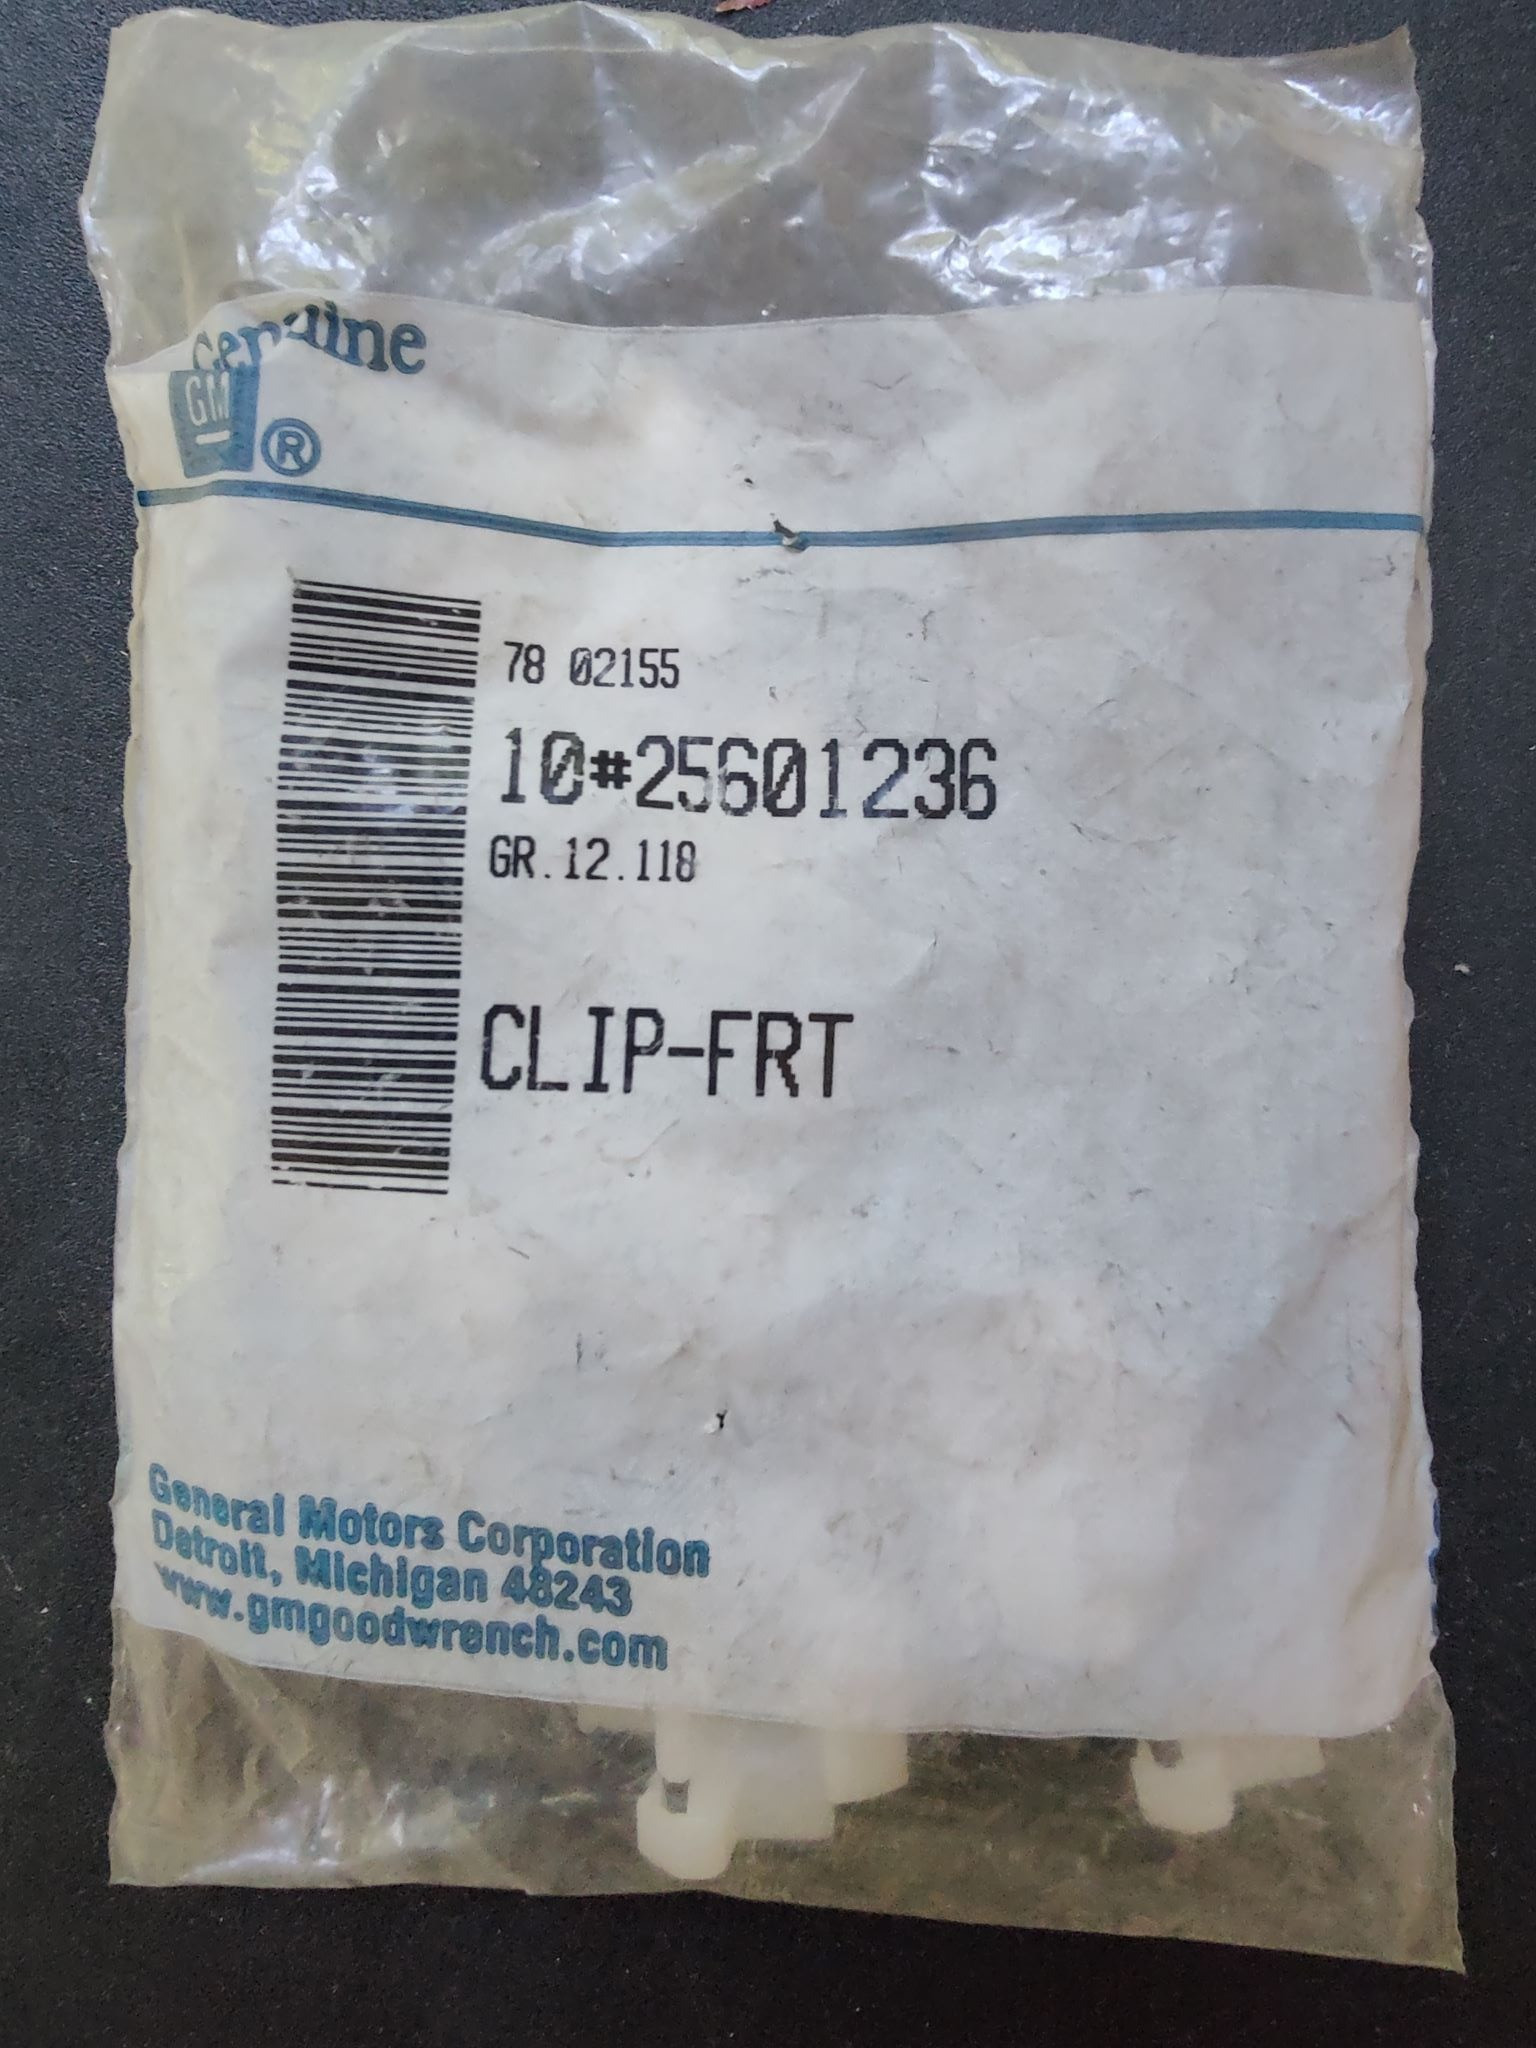 Genuine
GM
®
78 02155
10#25601236
GR.12.118
CLIP-FRT
General Motors Corporation
Detroit, Michigan 48243
www.gmgoodwrench.com